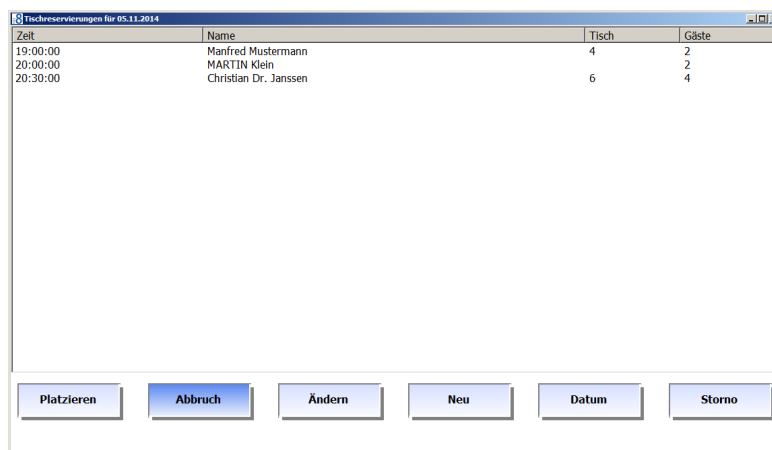 Tischreservierungen für 05.11.2014
Zeit Name Tisch Gäste
19:00:00 Manfred Mustermann 4 2
20:00:00 MARTIN Klein 2
20:30:00 Christian Dr. Janssen 6 4
Platzieren Abbruch Ändern Neu Datum Storno